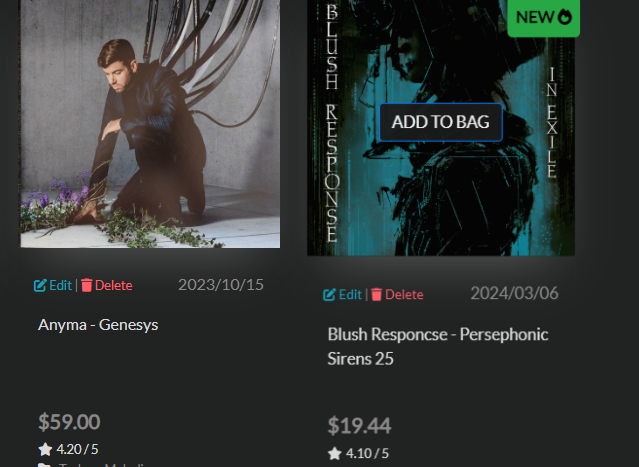 BLUSH RESPONSE
IN EXILE
NEW
ADD TO BAG
Edit | Delete
2023/10/15
Anyma - Genesys
$59.00
4.20 / 5
Edit | Delete
2024/03/06
Blush Responcse - Persephonic
Sirens 25
$19.44
4.10 / 5